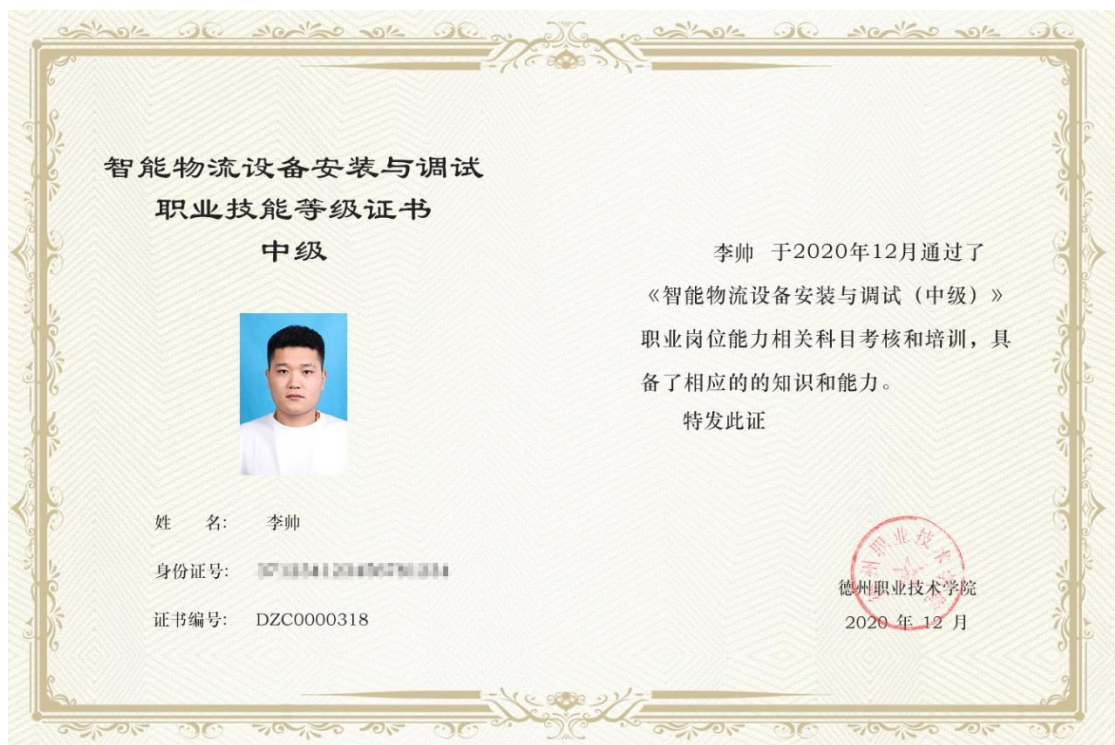 智能物流设备安装与调试
职业技能等级证书
中级
姓 名: 李帅
身份证号:
证书编号: DZC0000318
李帅 于2020年12月通过了
《智能物流设备安装与调试（中级）》
职业岗位能力相关科目考核和培训，具
备了相应的的知识和能力。
特发此证
德州职业技术学院
2020 年 12 月